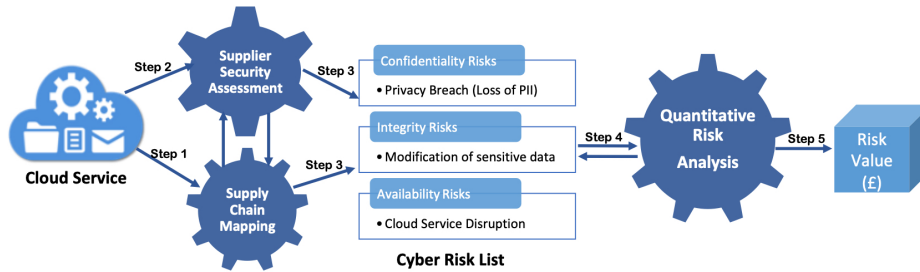 Cloud Service
Step 2
Step 1
Supplier
Security
Assessment
Supply
Chain
Mapping
Step 3
Step 3
Confidentiality Risks
• Privacy Breach (Loss of PII)
Integrity Risks
• Modification of sensitive data
Availability Risks
• Cloud Service Disruption
Cyber Risk List
Step 4
Quantitative
Risk
Analysis
Step 5
Risk
Value
(£)